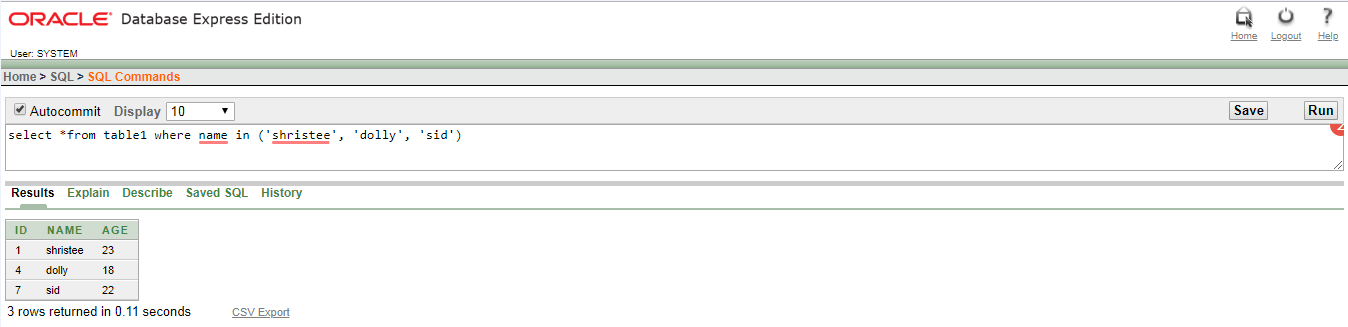 ORACLE® Database Express Edition
Home Logout Help
User: SYSTEM
Home > SQL > SQL Commands
Autocommit Display 10 Save Run
select *from table1 where name in ('shristee', 'dolly', 'sid')
Results Explain Describe Saved SQL History
ID NAME AGE
1 shristee 23
4 dolly 18
7 sid 22
3 rows returned in 0.11 seconds CSV Export